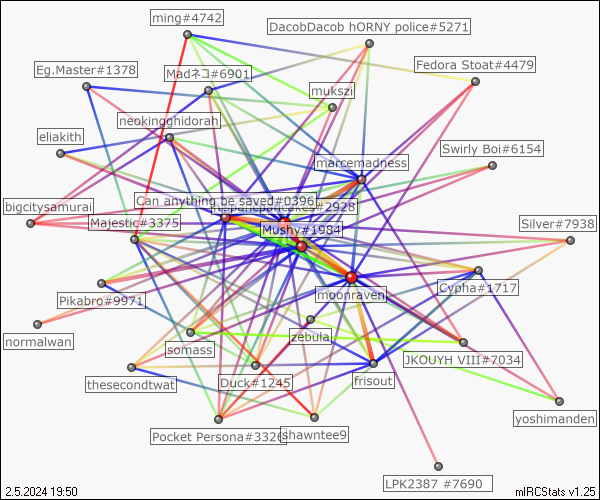 ming#4742
DacobDacob hORNY police#5271
Eg.Master#1378
Madネコ#6901
Fedora Stoat#4479
mukszi
neokingghidorah
eliakith
Swirly Boi#6154
marcemadness
Can anything be saved#0396
#2928
bigcitysamurai
Majestic#3375
Mushy#1984
Silver#7938
moonraven
Cypha#1717
Pikabro#9971
normalwan
zebula
somass
JKOUYH VIII#7034
thesecondtwat
Duck#1245
frisout
yoshimanden
Pocket Persona#3326
shawntee9
LPK2387 #7690
2.5.2024 19:50
mIRCStats v1.25